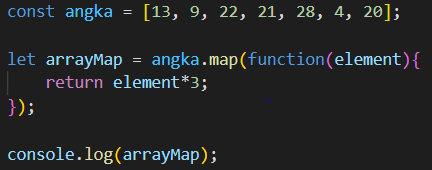 const angka = [13, 9, 22, 21, 28, 4, 20];
let arrayMap = angka.map(function(element){
    return element*3;
});
console.log(arrayMap);